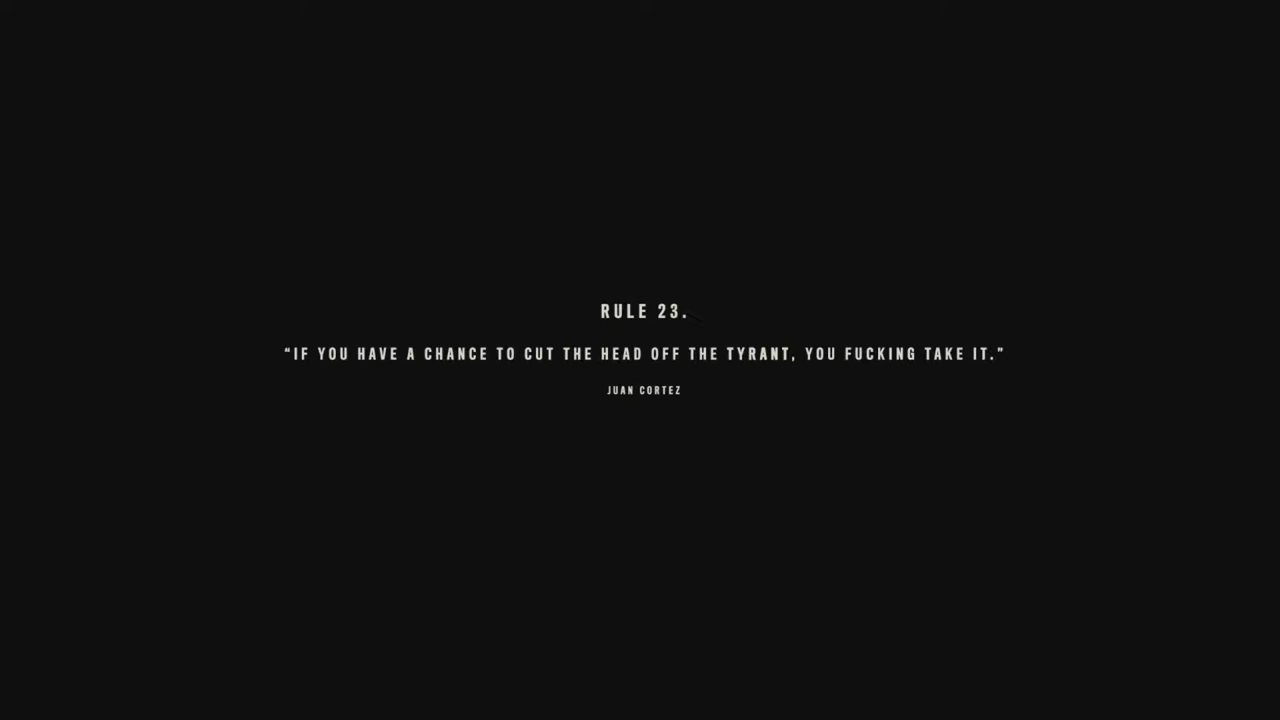 RULE 23.
“IF YOU HAVE A CHANCE TO CUT THE HEAD OFF THE TYRANT, YOU FUCKING TAKE IT.”
JUAN CORTEZ